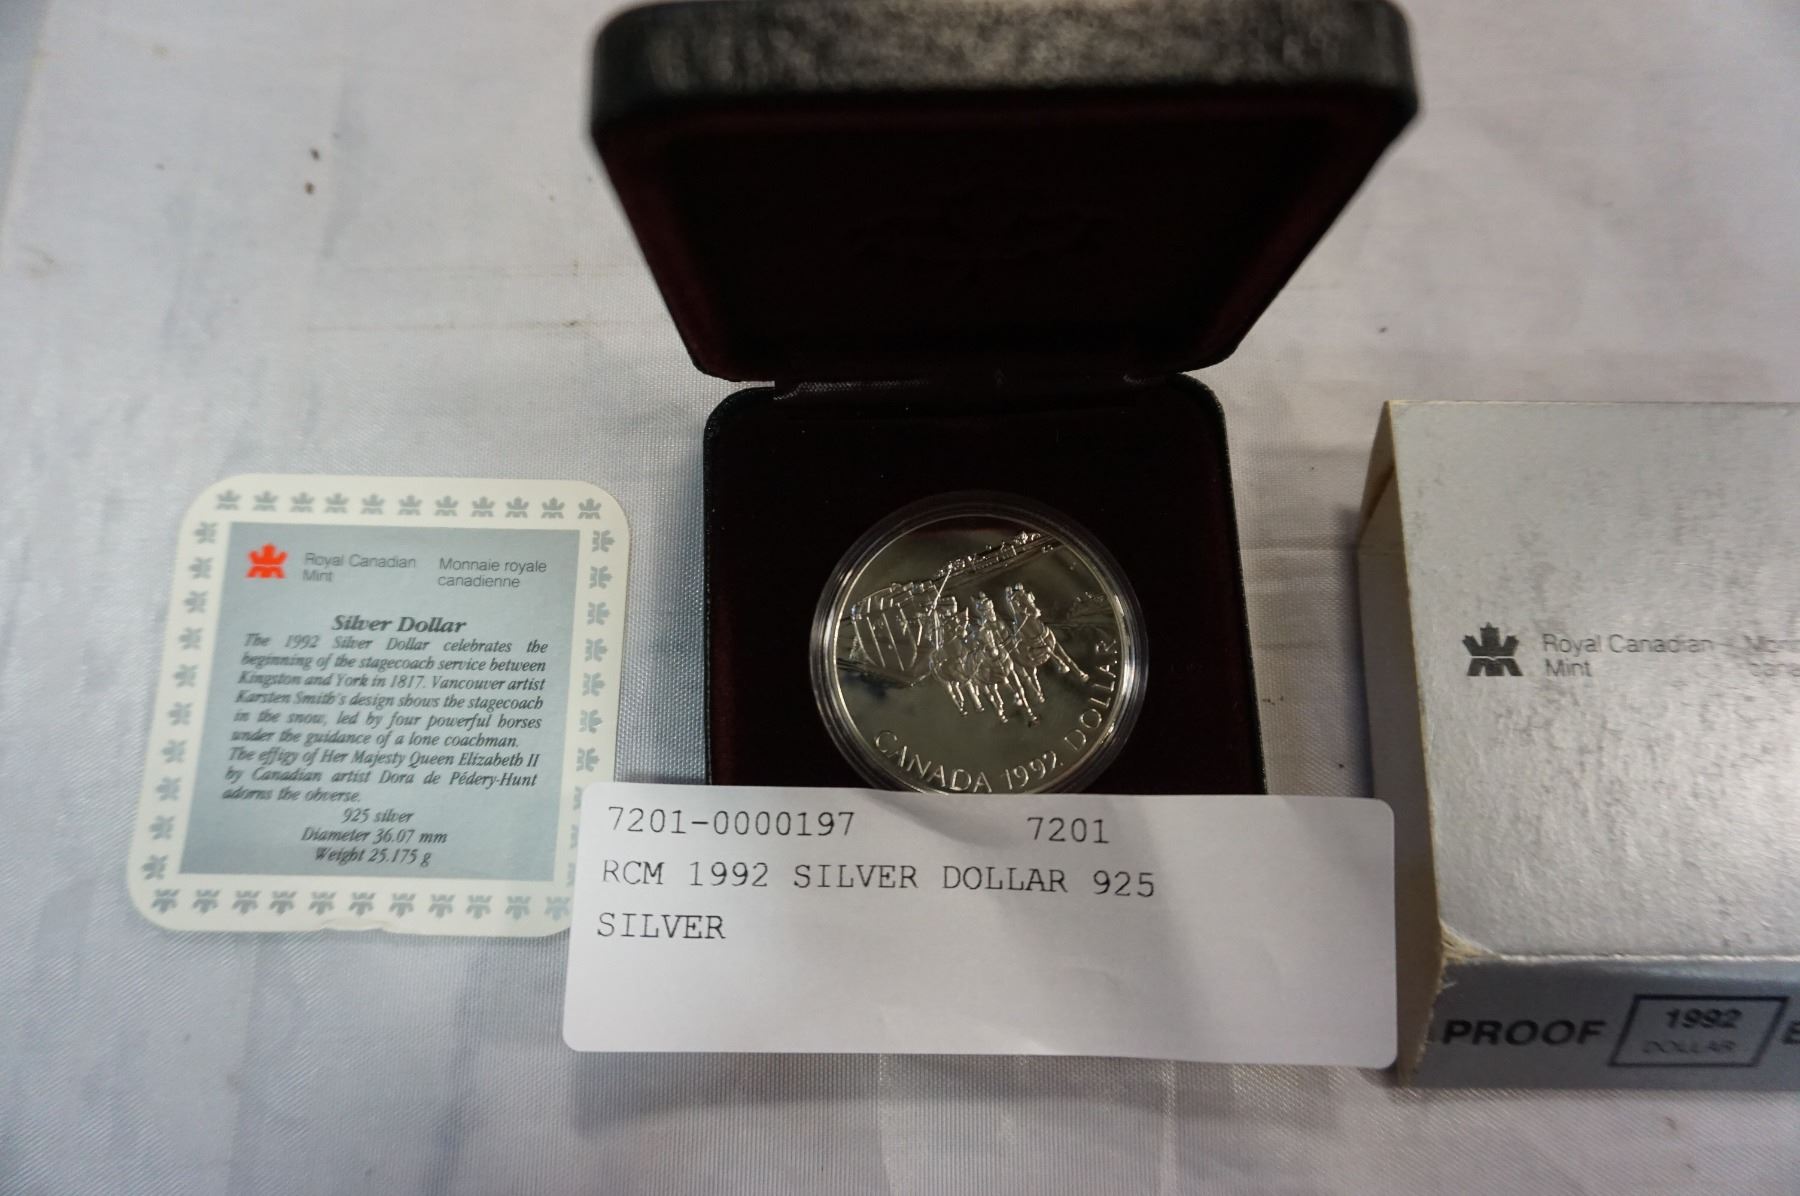 Royal Canadian Mint
Monnaie royale canadienne
Silver Dollar
The 1992 Silver Dollar celebrates the
beginning of the stagecoach service between
Kingston and York in 1817. Vancouver artist
Karsten Smith's design shows the stagecoach
in the snow, led by four powerful horses
under the guidance of a lone coachman.
The effigy of Her Majesty Queen Elizabeth II
by Canadian artist Dora de Pédery-Hunt
adorns the obverse.
925 silver
Diameter 36.07 mm
Weight 25.175 g
CANADA 1992 DOLLAR
7201-0000197 7201
RCM 1992 SILVER DOLLAR 925
SILVER
Royal Canadian
Mint
PROOF
1992
DOLLAR